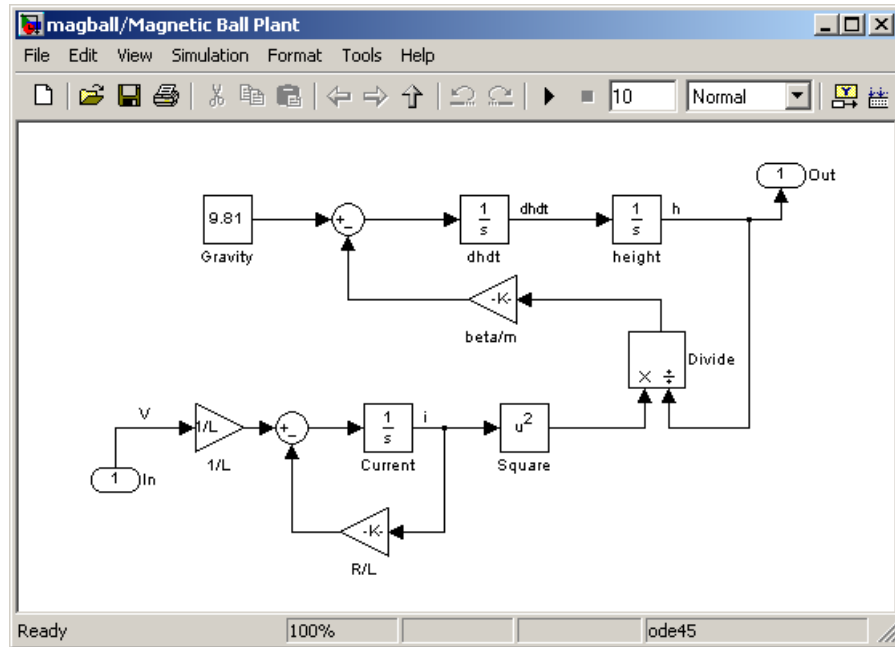 magball/Magnetic Ball Plant
File Edit View Simulation Format Tools Help
10 Normal
1 Out
9.81
Gravity
+
-
1
s
dhdt
dhdt
1
s
height
h
-K-
beta/m
× ÷
Divide
V
1
In
1/L
1/L
+
-
1
s
Current
i
u2
Square
-K-
R/L
Ready 100% ode45